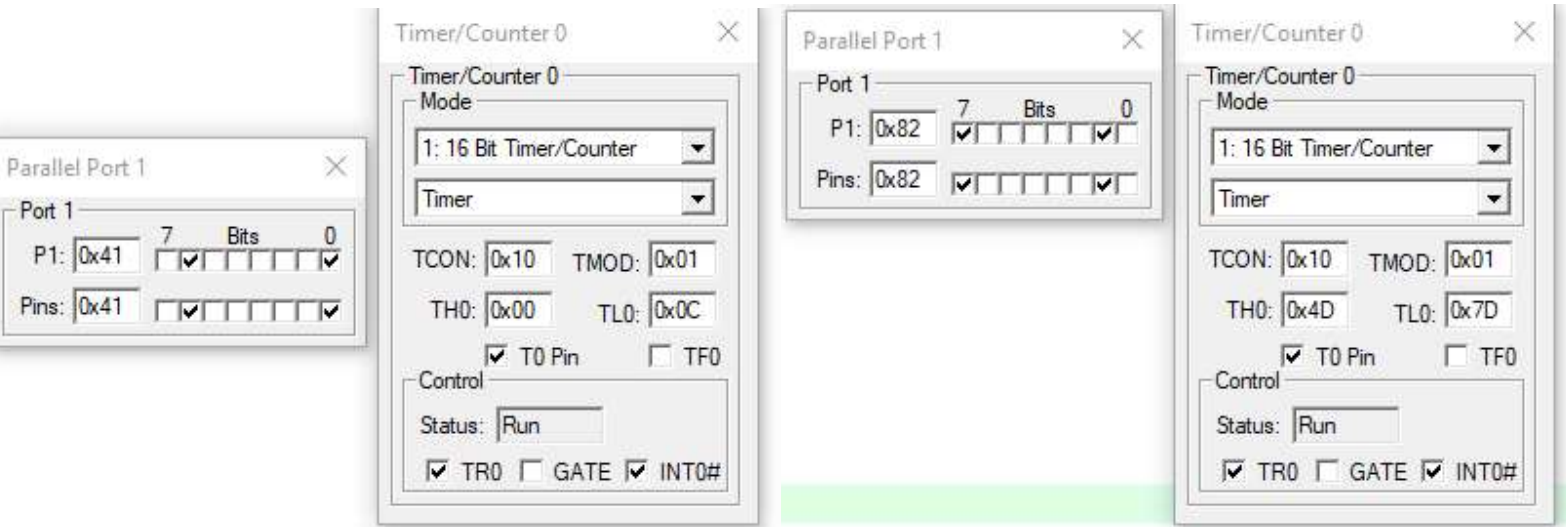 Parallel Port 1
Port 1
7 Bits 0
P1: 0x41
Pins: 0x41
Timer/Counter 0
Timer/Counter 0
Mode
1: 16 Bit Timer/Counter
Timer
TCON: 0x10 TMOD: 0x01
TH0: 0x00 TL0: 0x0C
T0 Pin TF0
Control
Status: Run
TR0 GATE INT0#
Parallel Port 1
Port 1
7 Bits 0
P1: 0x82
Pins: 0x82
Timer/Counter 0
Timer/Counter 0
Mode
1: 16 Bit Timer/Counter
Timer
TCON: 0x10 TMOD: 0x01
TH0: 0x4D TL0: 0x7D
T0 Pin TF0
Control
Status: Run
TR0 GATE INT0#